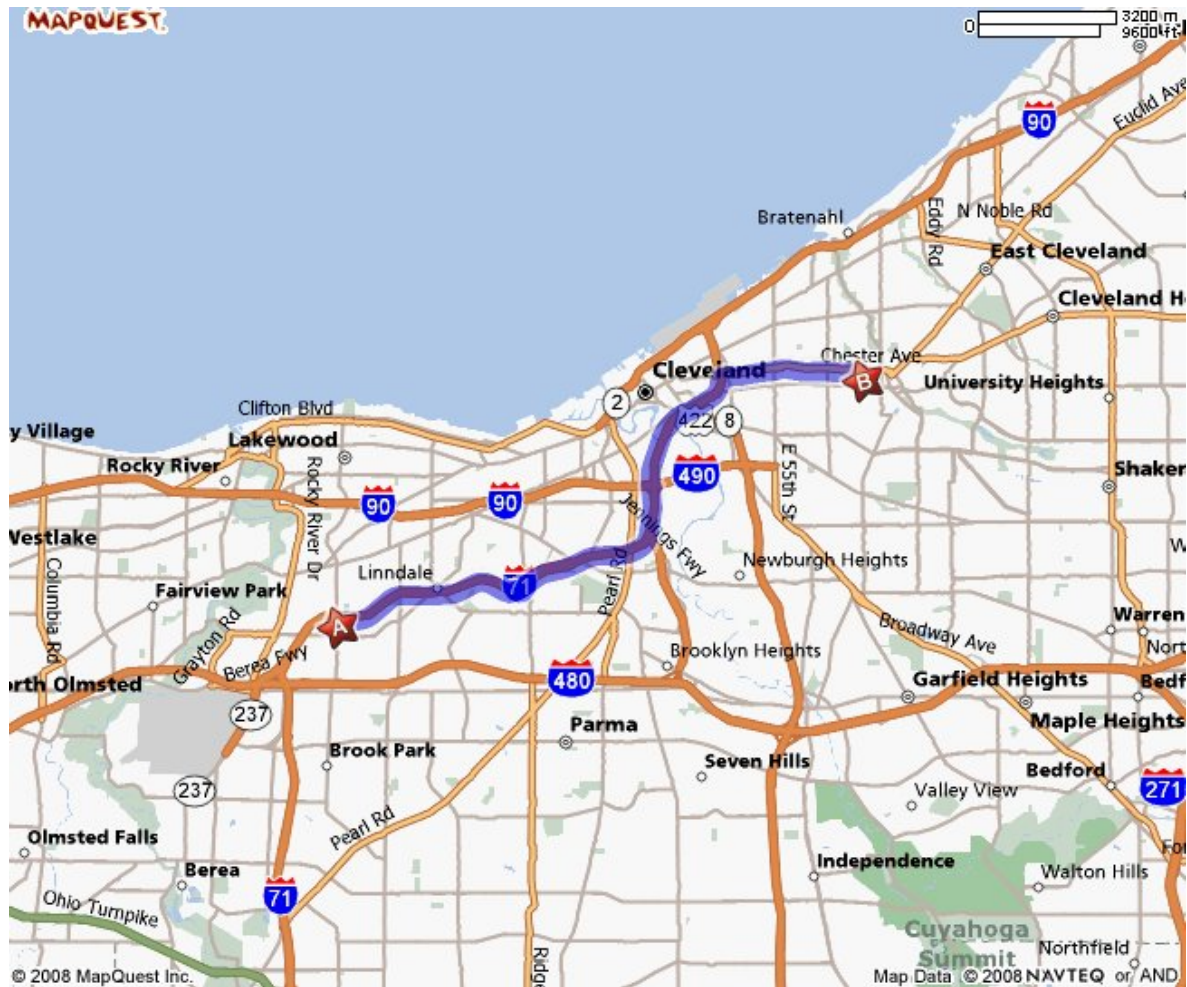 MAPQUEST.
0
3200 m
9600 ft
90
Euclid Ave
Bratenahl
Eddy Rd
N Noble Rd
East Cleveland
Cleveland H
Chester Ave
Cleveland
B
University Heights
2
Clifton Blvd
422
8
y Village
Lakewood
Rocky River
Rocky River Dr
90
90
490
E 55th St
Shaker
Westlake
Columbia Rd
Jennings Fwy
Linndale
71
Newburgh Heights
W
Fairview Park
Pearl Rd
A
Grayton Rd
Berea Fwy
Warren
Broadway Ave
Nort
Brooklyn Heights
orth Olmsted
480
Garfield Heights
Bedf
237
Parma
Maple Heights
Brook Park
Seven Hills
Bedford
237
Valley View
271
Pearl Rd
Olmsted Falls
Independence
Fo
Berea
Walton Hills
71
Ohio Turnpike
Cuyahoga
Summit
Northfield
Ridge
© 2008 MapQuest Inc.
Map Data © 2008 NAVTEQ or AND